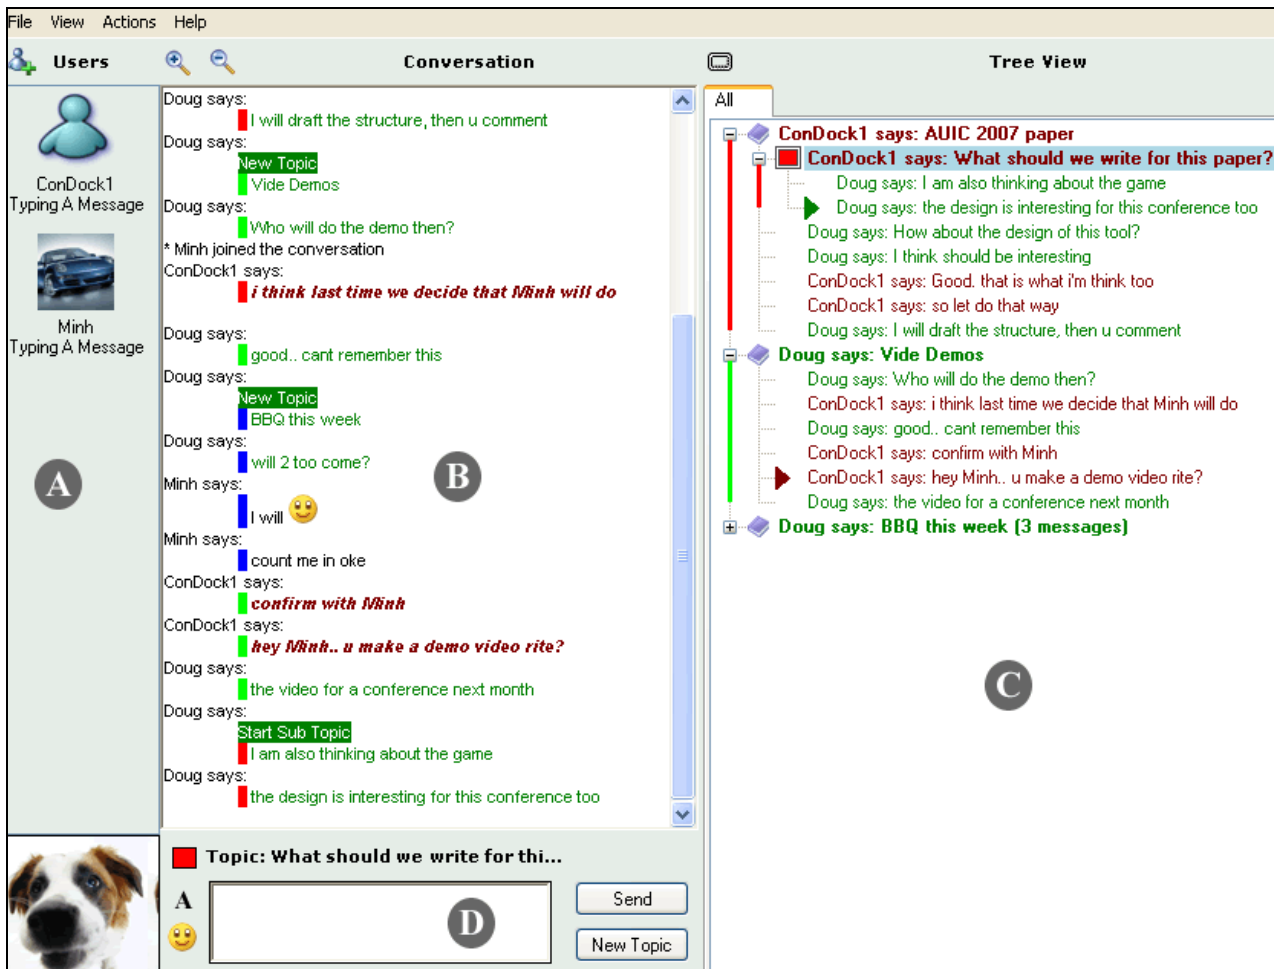 File View Actions Help
Users
Conversation
Tree View
ConDock1
Typing A Message
Minh
Typing A Message
A
Doug says:
I will draft the structure, then u comment
Doug says:
New Topic
Vide Demos
Doug says:
Who will do the demo then?
* Minh joined the conversation
ConDock1 says:
i think last time we decide that Minh will do
Doug says:
good.. cant remember this
Doug says:
New Topic
BBQ this week
Doug says:
will 2 too come?
Minh says:
I will
Minh says:
count me in oke
ConDock1 says:
confirm with Minh
ConDock1 says:
hey Minh.. u make a demo video rite?
Doug says:
the video for a conference next month
Doug says:
Start Sub Topic
I am also thinking about the game
Doug says:
the design is interesting for this conference too
B
Topic: What should we write for thi...
A
D
Send
New Topic
All
ConDock1 says: AUIC 2007 paper
ConDock1 says: What should we write for this paper?
Doug says: I am also thinking about the game
Doug says: the design is interesting for this conference too
Doug says: How about the design of this tool?
Doug says: I think should be interesting
ConDock1 says: Good. that is what i'm think too
ConDock1 says: so let do that way
Doug says: I will draft the structure, then u comment
Doug says: Vide Demos
Doug says: Who will do the demo then?
ConDock1 says: i think last time we decide that Minh will do
Doug says: good.. cant remember this
ConDock1 says: confirm with Minh
ConDock1 says: hey Minh.. u make a demo video rite?
Doug says: the video for a conference next month
Doug says: BBQ this week (3 messages)
C